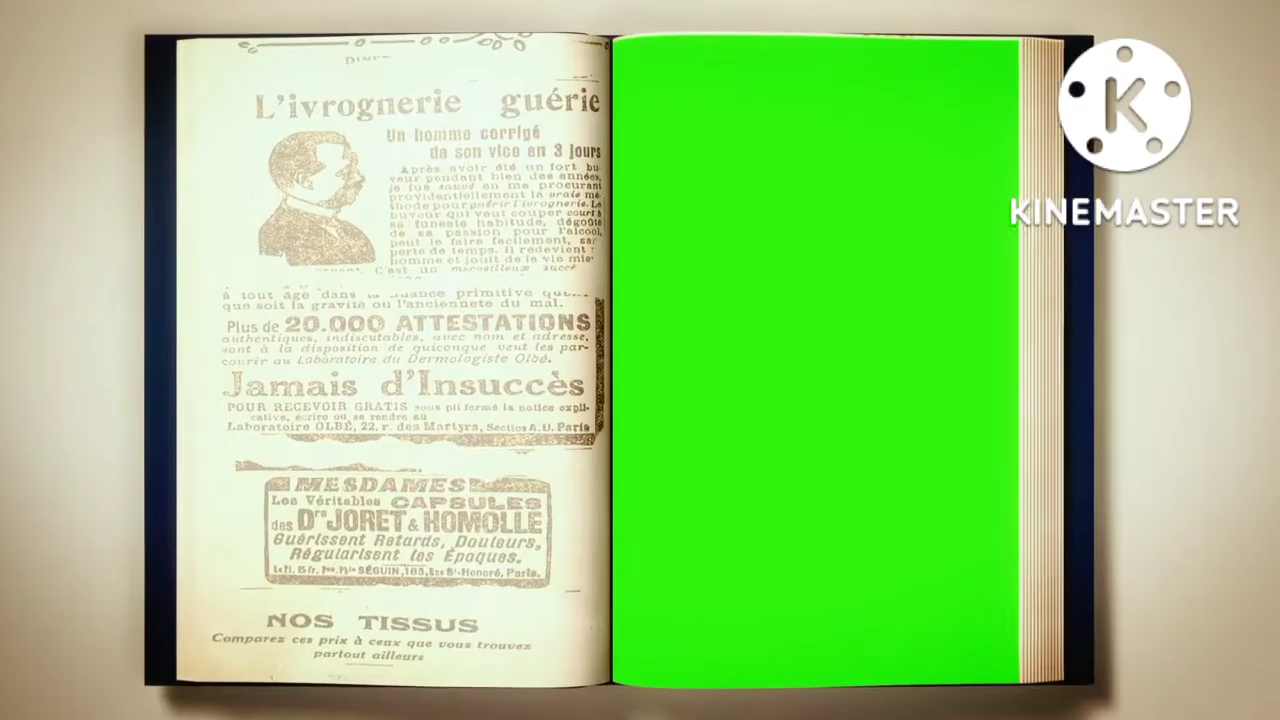 L'ivrognerie guérie
Un homme corrigé
de son vice en 3 jours
Après avoir été un fort bu-
veur pendant bien des années,
je fus sauvé en me procurant
providentiellement la vraie mé-
thode pour guérir l'ivrognerie. Le
buveur qui veut couper court à
sa funeste habitude, dégoûté
de sa passion pour l'alcool,
peut le faire facilement, sans
perte de temps. Il redevient
homme et jouit de la vie
C'est un merveilleux
à tout âge dans la nuance primitive
que soit la gravité ou l'ancienneté du mal.
Plus de 20.000 ATTESTATIONS
authentiques, indiscutables, avec nom et adresse,
sont à la disposition de quiconque veut les par-
courir au Laboratoire du Dermologiste Olbé.
Jamais d'Insuccès
POUR RECEVOIR GRATIS sous pli fermé la notice expli-
cative, écrire ou se rendre au
Laboratoire OLBÉ, 22, r. des Martyrs, Section A.U. Paris
MESDAMES
Les Véritables CAPSULES
des Drs JORET & HOMOLLE
Guérissent Retards, Douleurs,
Régularisent les Époques.
SÉGUIN, 165, Rue St-Honoré, Paris.
NOS TISSUS
Comparez ces prix à ceux que vous trouvez
partout ailleurs
K
KINEMASTER